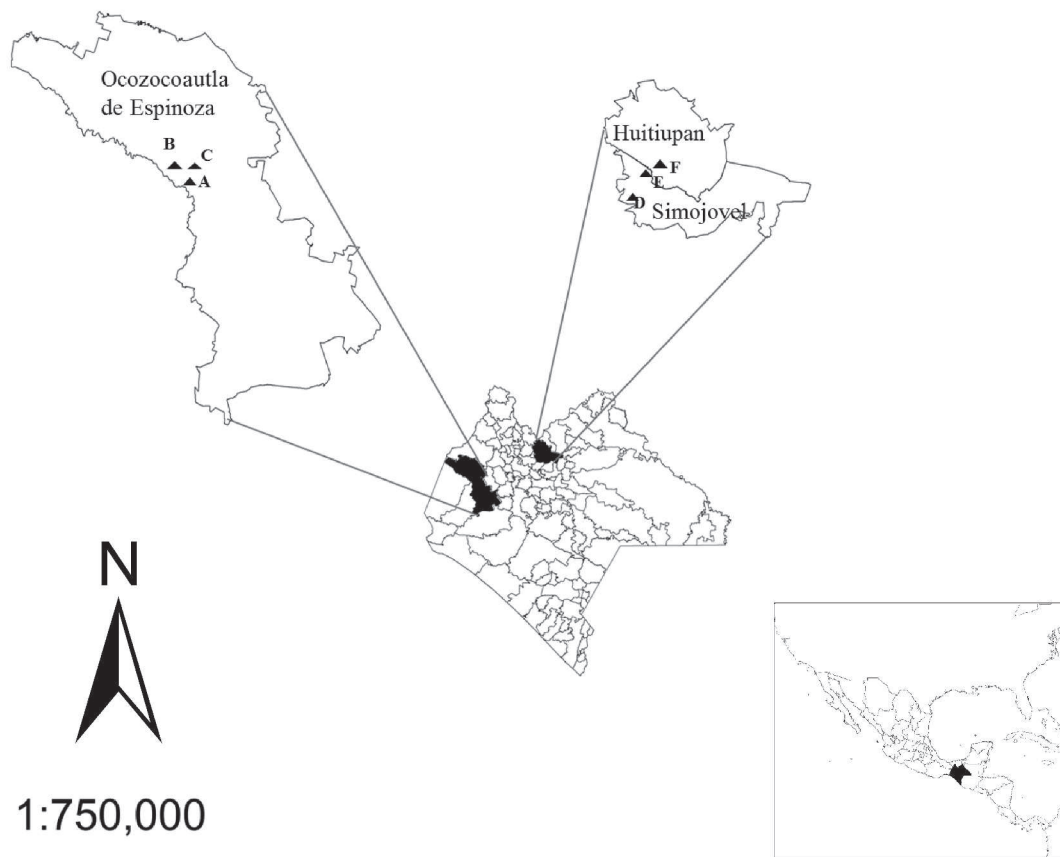 Ocozocoautla
de Espinoza
B
C
A
Huitiupan
F
E
D
Simojovel
N
1:750,000